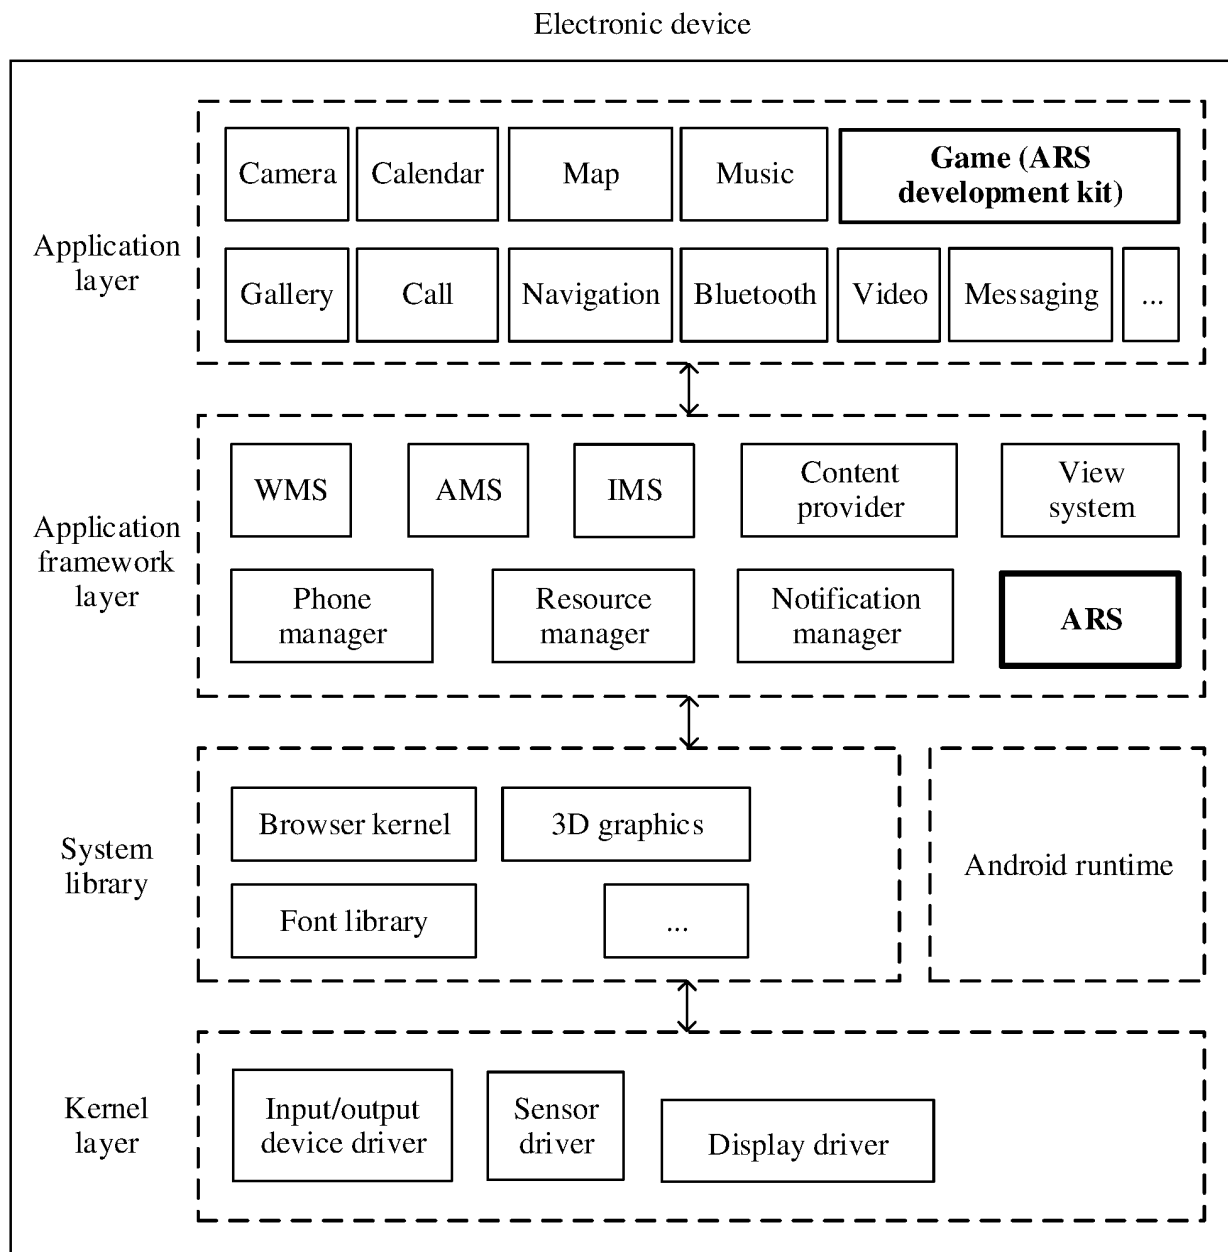 Electronic device
Application
layer
Camera
Calendar
Map
Music
Game (ARS
development kit)
Gallery
Call
Navigation
Bluetooth
Video
Messaging
...
Application
framework
layer
WMS
AMS
IMS
Content
provider
View
system
Phone
manager
Resource
manager
Notification
manager
ARS
System
library
Browser kernel
3D graphics
Font library
...
Android runtime
Kernel
layer
Input/output
device driver
Sensor
driver
Display driver